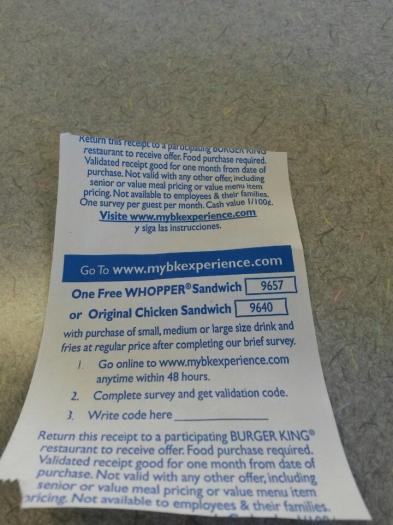 Return this receipt to a participating BURGER KING
restaurant to receive offer. Food purchase required.
Validated receipt good for one month from date of
purchase. Not valid with any other offer, including
senior or value meal pricing or value menu item
pricing. Not available to employees & their families.
One survey per guest per month. Cash value 1/100¢.
Visite www.mybkexperience.com
y siga las instrucciones.
Go To www.mybkexperience.com
One Free WHOPPER® Sandwich 9657
or Original Chicken Sandwich 9640
with purchase of small, medium or large size drink and
fries at regular price after completing our brief survey.
1. Go online to www.mybkexperience.com
anytime within 48 hours.
2. Complete survey and get validation code.
3. Write code here
Return this receipt to a participating BURGER KING®
restaurant to receive offer. Food purchase required.
Validated receipt good for one month from date of
purchase. Not valid with any other offer, including
senior or value meal pricing or value menu item
pricing. Not available to employees & their families.